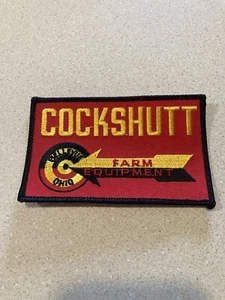 COCKSHUTT
BELLEVUE
OHIO
FARM
EQUIPMENT